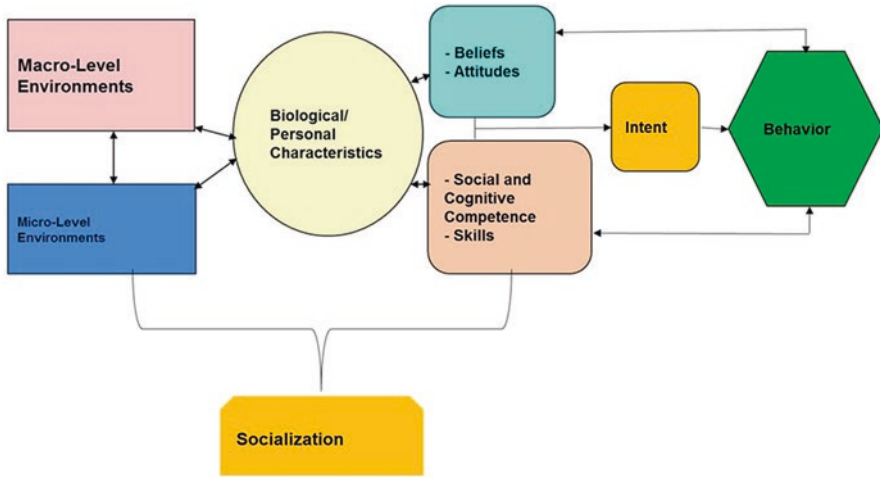 Macro-Level
Environments
Micro-Level
Environments
Biological/
Personal
Characteristics
- Beliefs
- Attitudes
- Social and
Cognitive
Competence
- Skills
Intent
Behavior
Socialization